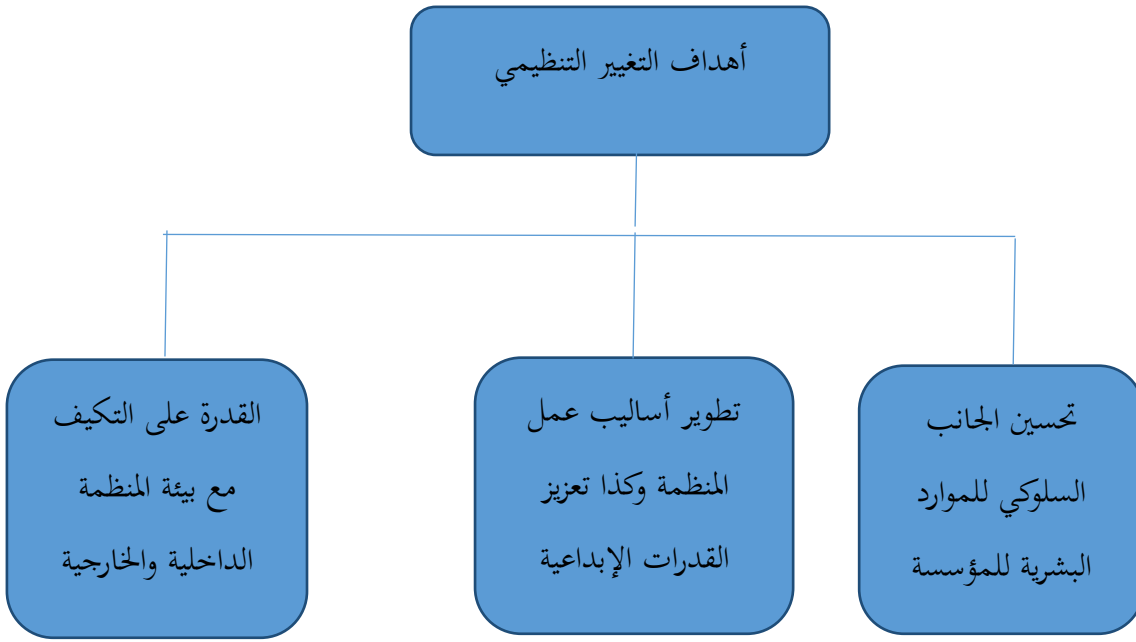 أهداف التغيير التنظيمي
تحسين الجانب
السلوكي للموارد
البشرية للمؤسسة
تطوير أساليب عمل
المنظمة وكذا تعزيز
القدرات الإبداعية
القدرة على التكيف
مع بيئة المنظمة
الداخلية والخارجية